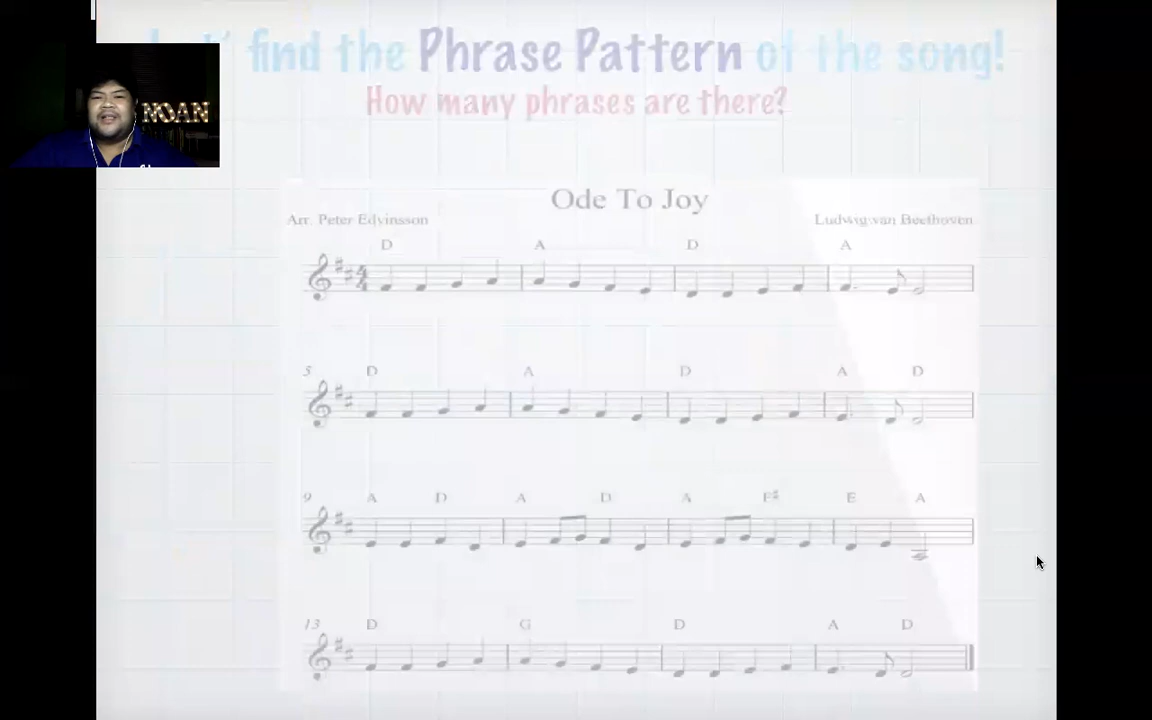 find the Phrase Pattern of the song!
How many phrases are there?
NOAN
Ode To Joy
Arr. Peter Edvinsson
Ludwig van Beethoven
D A D A
5 D A D A D
9 A D A D A F# E A
13 D G D A D